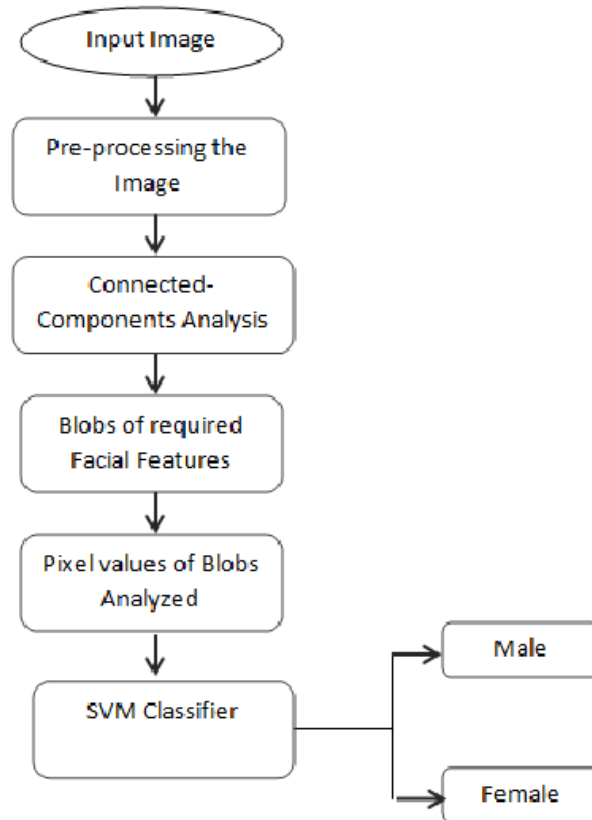 Input Image
Pre-processing the
Image
Connected-
Components Analysis
Blobs of required
Facial Features
Pixel values of Blobs
Analyzed
SVM Classifier
Male
Female